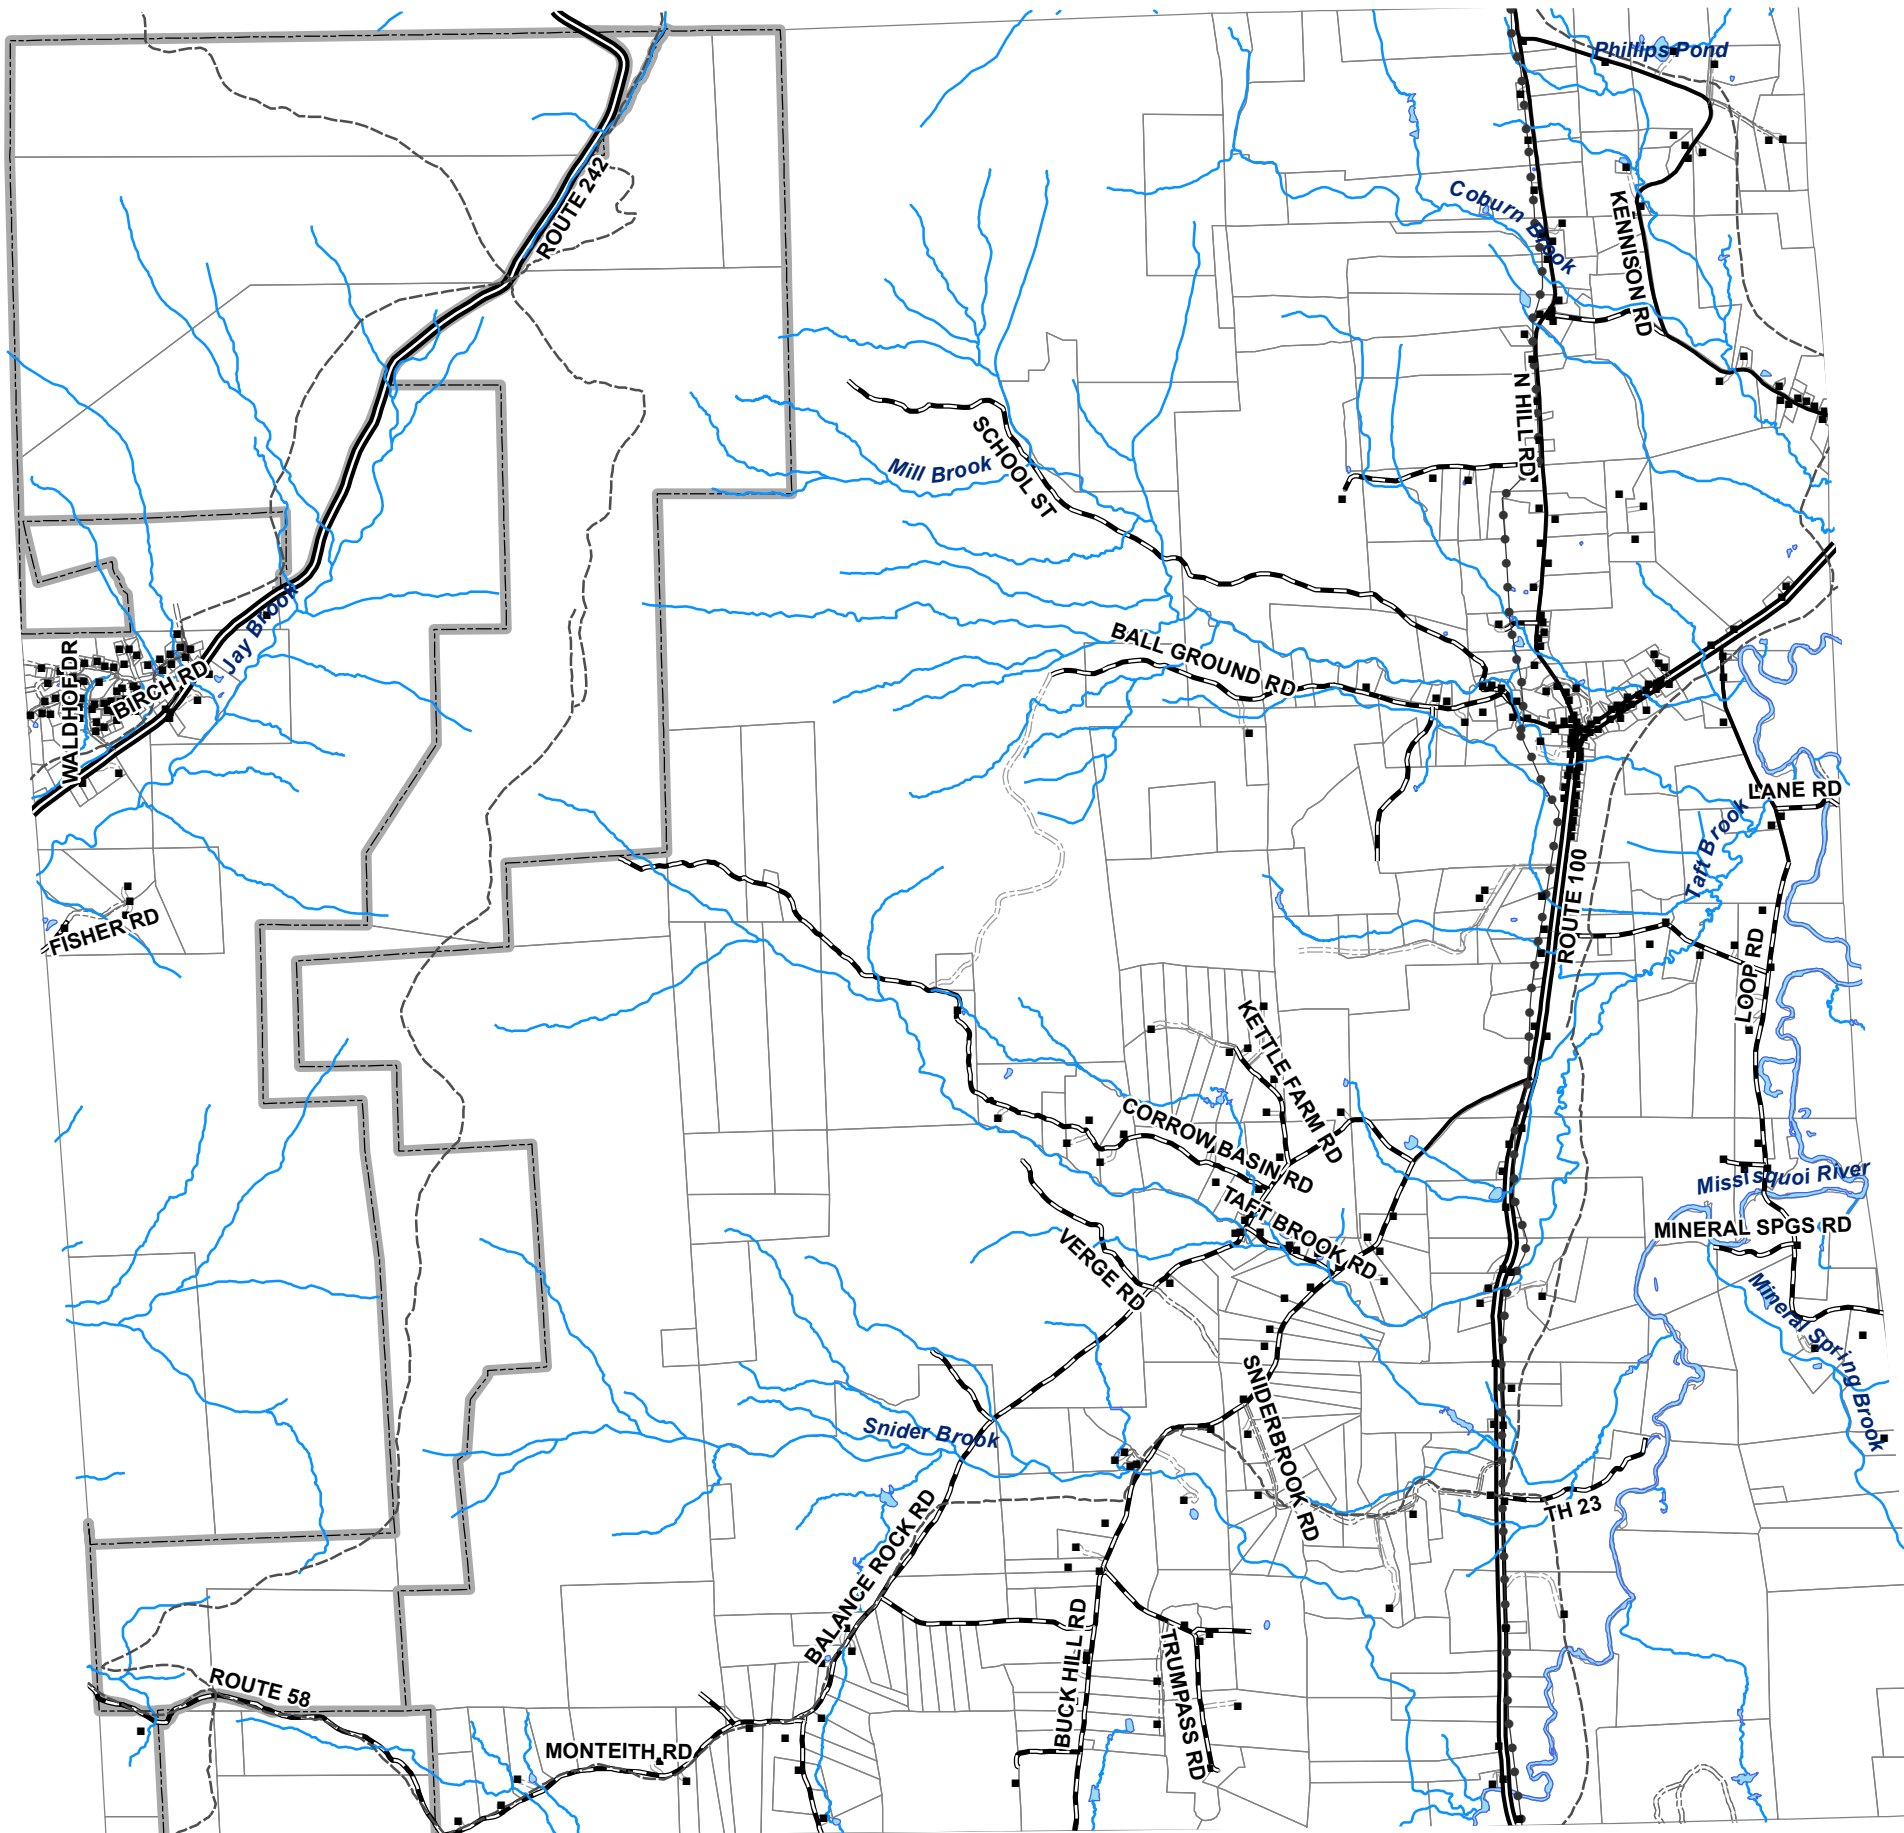 Phillips Pond
ROUTE 242
Coburn Brook
KENNISON RD
N HILL RD
SCHOOL ST
Mill Brook
Jay Brook
WALDHOF DR
BIRCH RD
BALL GROUND RD
LANE RD
Taft Brook
ROUTE 100
FISHER RD
LOOP RD
KETTLE FARM RD
CORROW BASIN RD
TAFT BROOK RD
Missisquoi River
MINERAL SPGS RD
VERGE RD
Mineral Spring Brook
SNIDERBROOK RD
Snider Brook
BALANCE ROCK RD
TH 23
BUCK HILL RD
TRUMPASS RD
ROUTE 58
MONTEITH RD